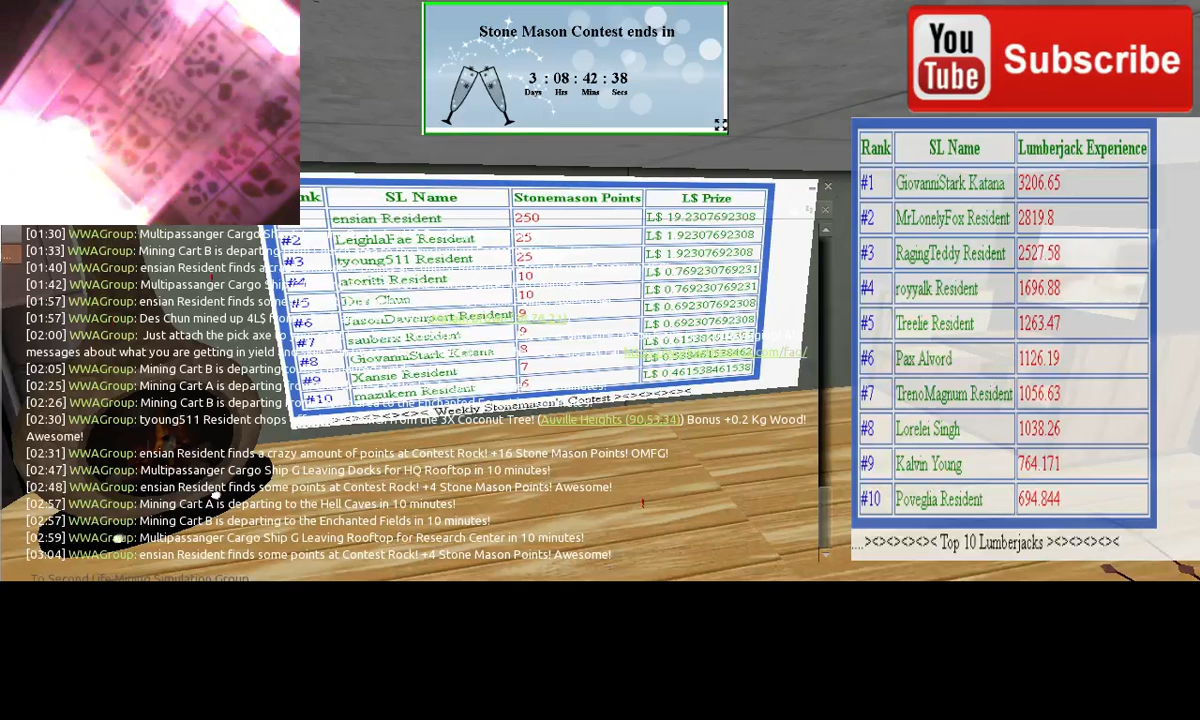 Stone Mason Contest ends in
3 : 08 : 42 : 38
Days Hrs Mins Secs
You Tube Subscribe
nk SL Name Stonemason Points L$ Prize
ensian Resident 250 L$ 19.2307692308
#2 LeighlaFae Resident 25 L$ 1.92307692308
#3 tyoung511 Resident 25 L$ 1.92307692308
#4 atorith Resident 10 L$ 0.769230769231
#5 Des Chun 10 L$ 0.769230769231
#6 JasonDavenport Resident 9 L$ 0.692307692308
#7 sauberx Resident 9 L$ 0.692307692308
#8 GiovanniStark Katana 8
#9 Xansie Resident 7
#10 mazukem Resident 6 L$ 0.461538461538
Weekly Stonemason's Contest ><><><><><
Rank SL Name Lumberjack Experience
#1 GiovanniStark Katana 3206.65
#2 MrLonelyFox Resident 2819.8
#3 RagingTeddy Resident 2527.58
#4 royyalk Resident 1696.88
#5 Treelie Resident 1263.47
#6 Pax Alvord 1126.19
#7 TrenoMagnum Resident 1056.63
#8 Lorelei Singh 1038.26
#9 Kalvin Young 764.171
#10 Poveglia Resident 694.844
....><><><><>< Top 10 Lumberjacks ><><><><><
[01:30] WWAGroup: Multipassanger Cargo
[01:33] WWAGroup: Mining Cart B is departing
[01:40] WWAGroup: ensian Resident finds a
[01:42] WWAGroup: Multipassanger Cargo
[01:57] WWAGroup: ensian Resident finds some
[01:57] WWAGroup: Des Chun mined up 4L$
[02:00] WWAGroup: Just attach the pick axe
messages about what you are getting in yield
[02:05] WWAGroup: Mining Cart B is departing
[02:25] WWAGroup: Mining Cart A is departing
[02:26] WWAGroup: Mining Cart B is departing
[02:30] WWAGroup: tyoung511 Resident chops from the 3X Coconut Tree! (Auville Heights (90,53,34)) Bonus +0.2 Kg Wood!
Awesome!
[02:31] WWAGroup: ensian Resident finds a crazy amount of points at Contest Rock! +16 Stone Mason Points! OMFG!
[02:47] WWAGroup: Multipassanger Cargo Ship G Leaving Docks for HQ Rooftop in 10 minutes!
[02:48] WWAGroup: ensian Resident finds some points at Contest Rock! +4 Stone Mason Points! Awesome!
[02:57] WWAGroup: Mining Cart A is departing to the Hell Caves in 10 minutes!
[02:57] WWAGroup: Mining Cart B is departing to the Enchanted Fields in 10 minutes!
[02:59] WWAGroup: Multipassanger Cargo Ship G Leaving Rooftop for Research Center in 10 minutes!
[03:04] WWAGroup: ensian Resident finds some points at Contest Rock! +4 Stone Mason Points! Awesome!
To Second Life Mining Simulation Group